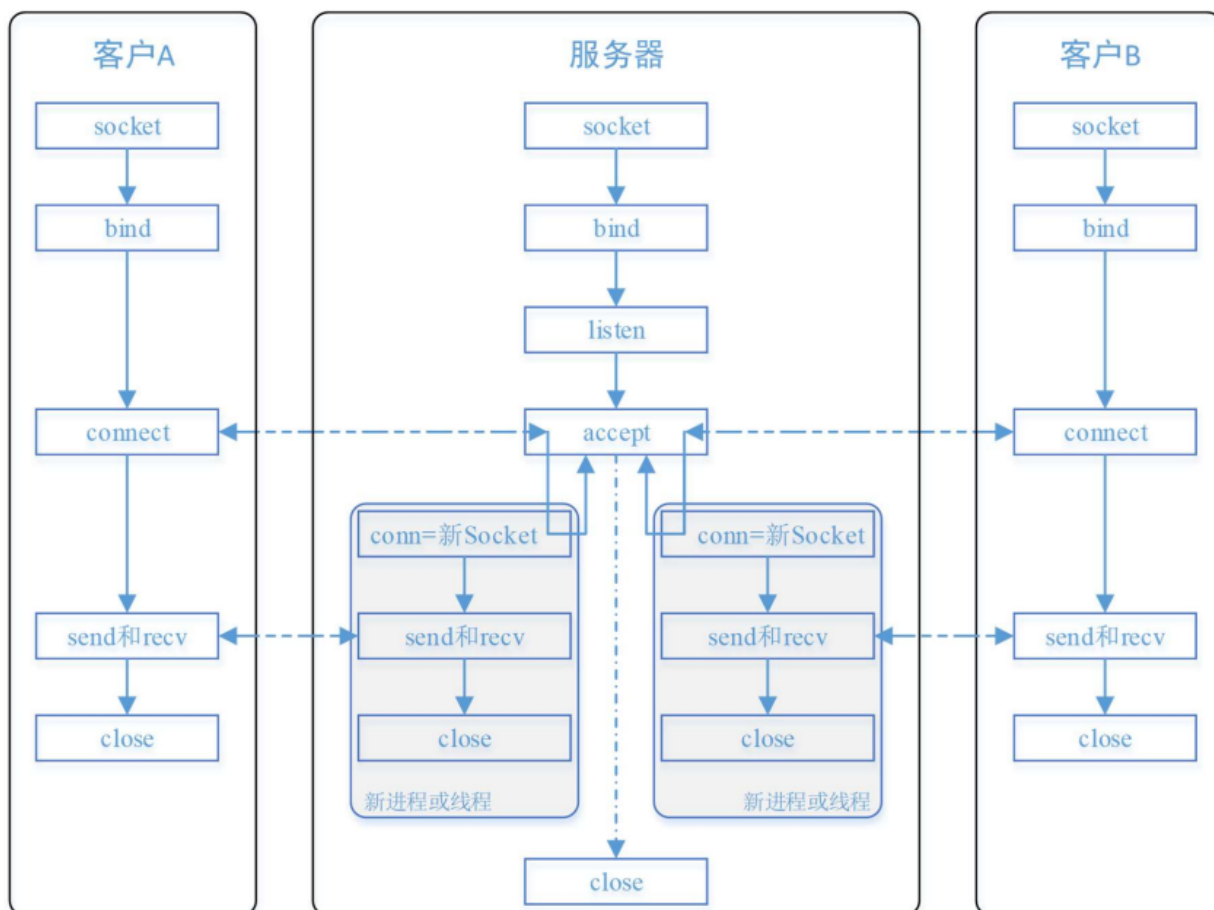 客户A
socket
bind
connect
send和recv
close
服务器
socket
bind
listen
accept
conn=新Socket
send和recv
close
新进程或线程
conn=新Socket
send和recv
close
新进程或线程
close
客户B
socket
bind
connect
send和recv
close